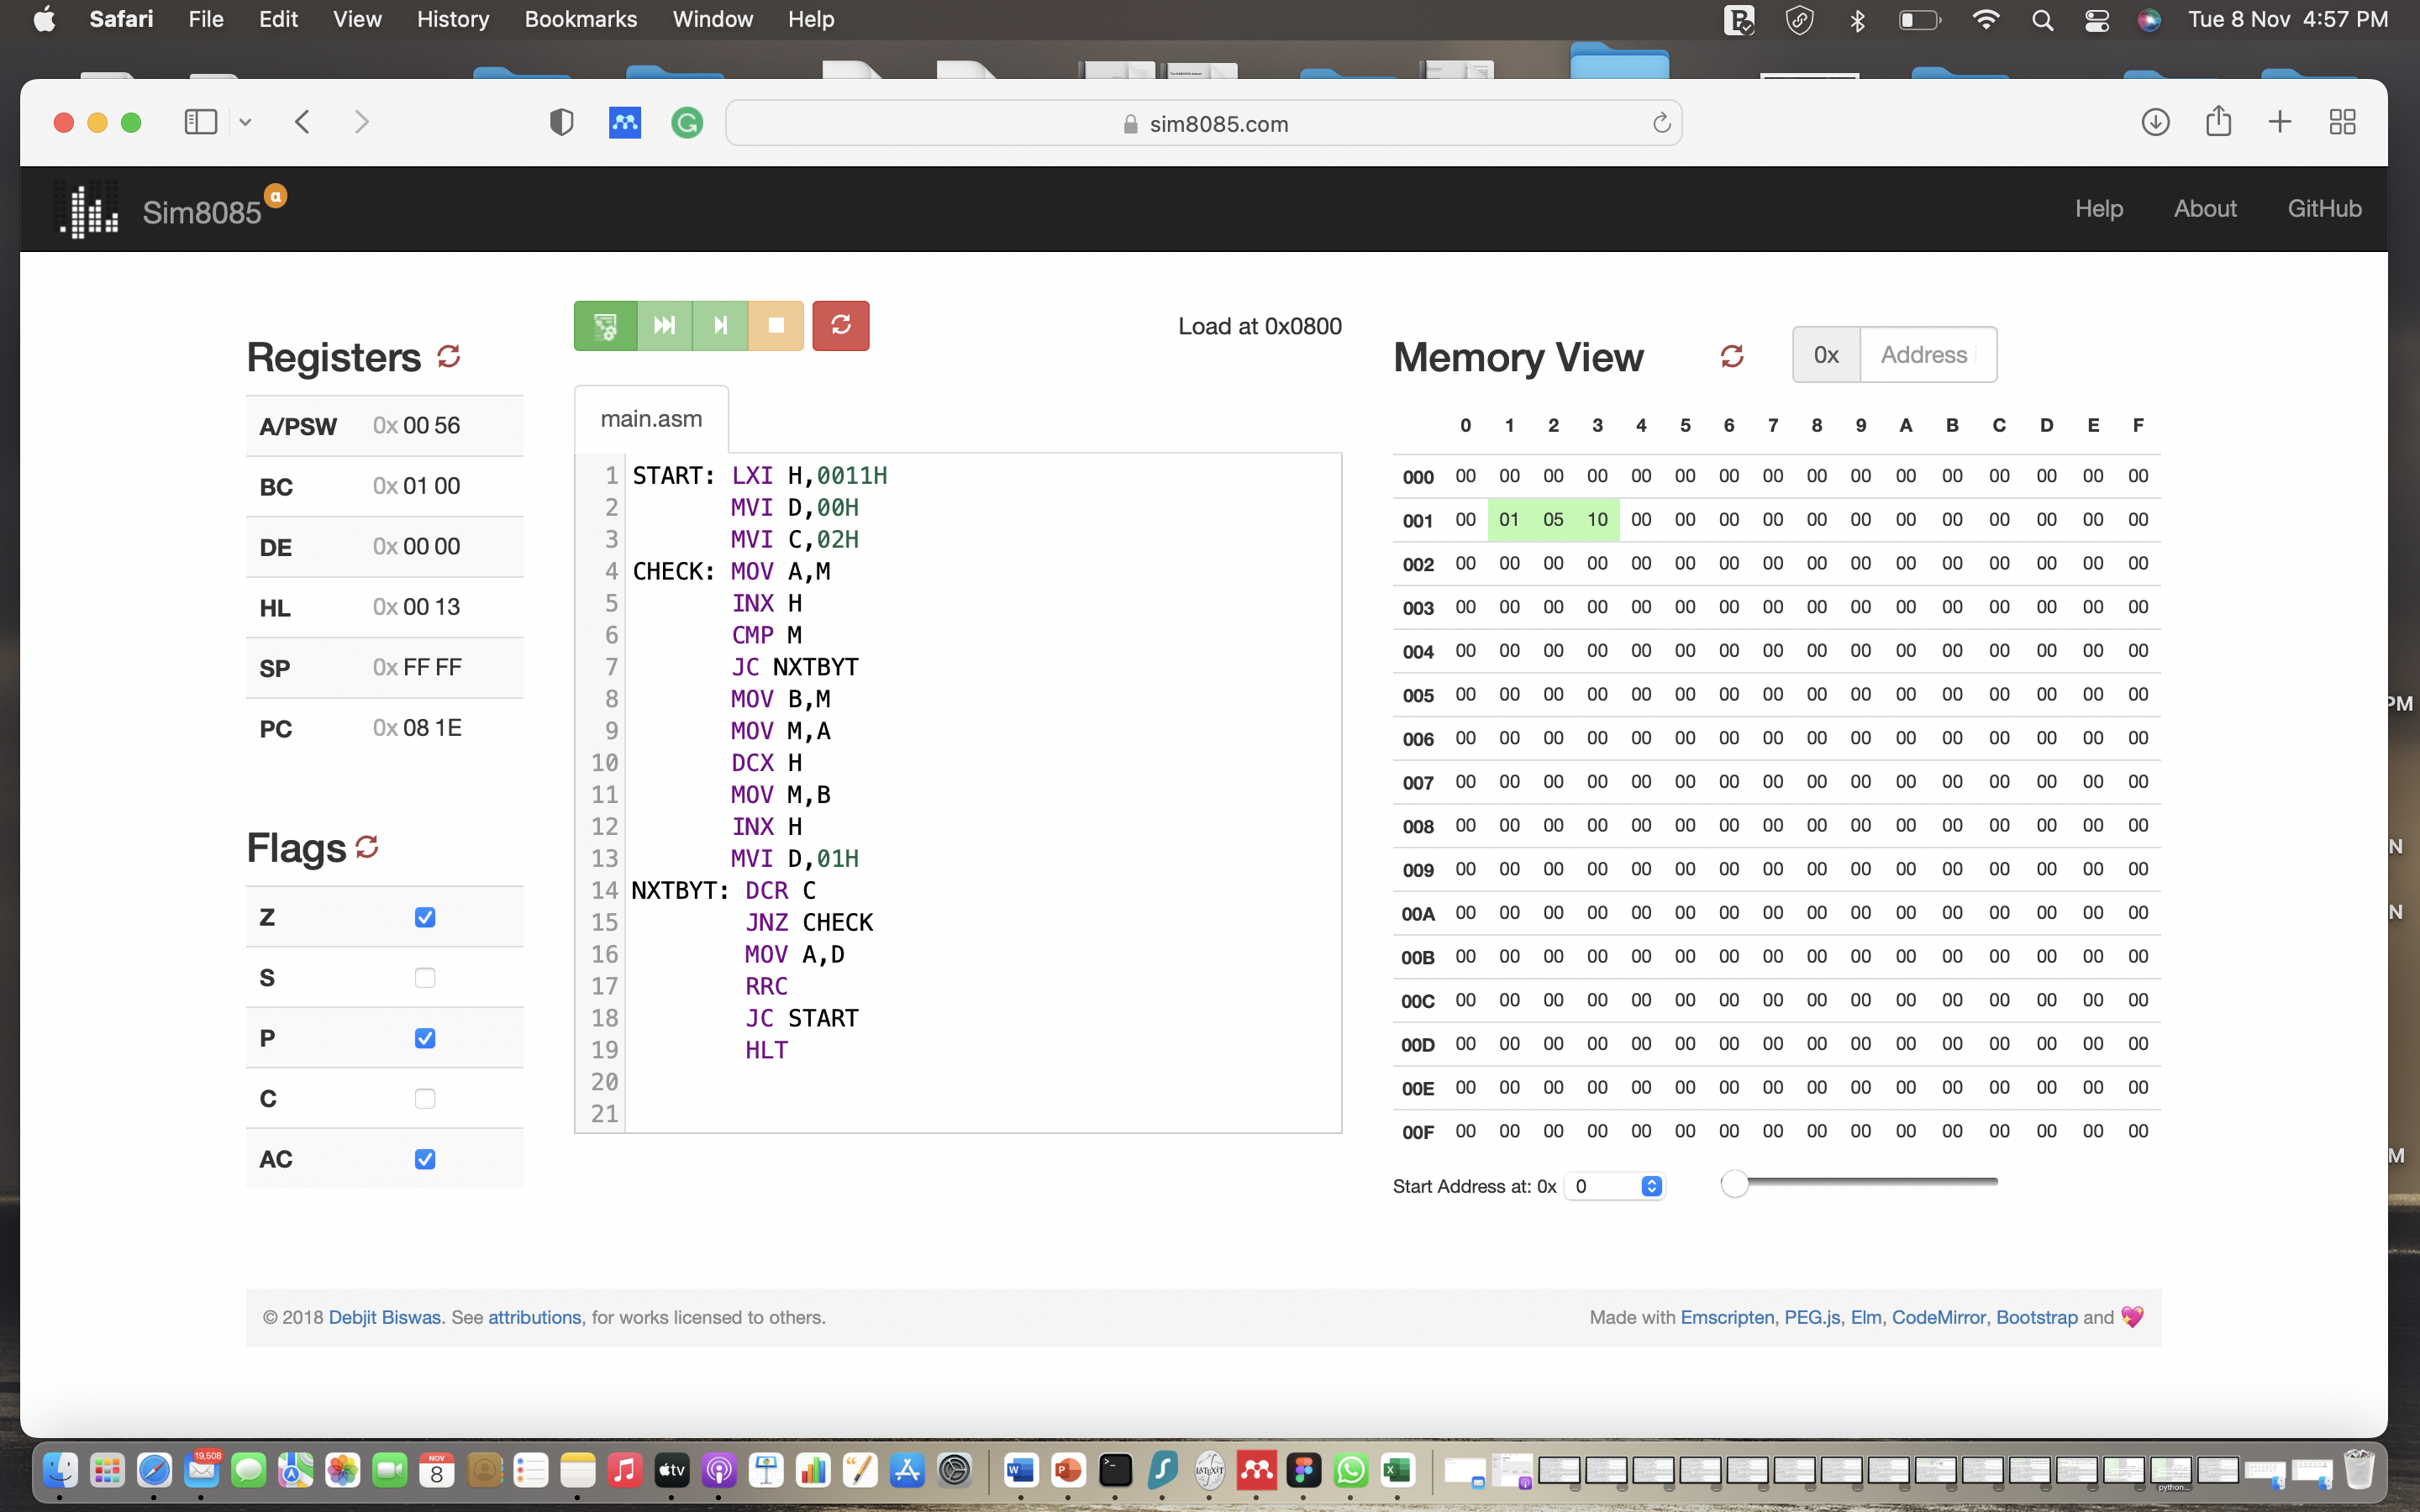 Safari File Edit View History Bookmarks Window Help Tue 8 Nov 4:57 PM
sim8085.com
Sim8085 α Help About GitHub
Load at 0x0800
Registers
A/PSW 0x 00 56
BC 0x 01 00
DE 0x 00 00
HL 0x 00 13
SP 0x FF FF
PC 0x 08 1E
Flags
Z
S
P
C
AC
main.asm
1 START: LXI H,0011H
2 MVI D,00H
3 MVI C,02H
4 CHECK: MOV A,M
5 INX H
6 CMP M
7 JC NXTBYT
8 MOV B,M
9 MOV M,A
10 DCX H
11 MOV M,B
12 INX H
13 MVI D,01H
14 NXTBYT: DCR C
15 JNZ CHECK
16 MOV A,D
17 RRC
18 JC START
19 HLT
20
21
Memory View 0x Address
0 1 2 3 4 5 6 7 8 9 A B C D E F
000 00 00 00 00 00 00 00 00 00 00 00 00 00 00 00 00
001 00 01 05 10 00 00 00 00 00 00 00 00 00 00 00 00
002 00 00 00 00 00 00 00 00 00 00 00 00 00 00 00 00
003 00 00 00 00 00 00 00 00 00 00 00 00 00 00 00 00
004 00 00 00 00 00 00 00 00 00 00 00 00 00 00 00 00
005 00 00 00 00 00 00 00 00 00 00 00 00 00 00 00 00
006 00 00 00 00 00 00 00 00 00 00 00 00 00 00 00 00
007 00 00 00 00 00 00 00 00 00 00 00 00 00 00 00 00
008 00 00 00 00 00 00 00 00 00 00 00 00 00 00 00 00
009 00 00 00 00 00 00 00 00 00 00 00 00 00 00 00 00
00A 00 00 00 00 00 00 00 00 00 00 00 00 00 00 00 00
00B 00 00 00 00 00 00 00 00 00 00 00 00 00 00 00 00
00C 00 00 00 00 00 00 00 00 00 00 00 00 00 00 00 00
00D 00 00 00 00 00 00 00 00 00 00 00 00 00 00 00 00
00E 00 00 00 00 00 00 00 00 00 00 00 00 00 00 00 00
00F 00 00 00 00 00 00 00 00 00 00 00 00 00 00 00 00
Start Address at: 0x 0
PM
N
N
M
© 2018 Debjit Biswas. See attributions, for works licensed to others.
Made with Emscripten, PEG.js, Elm, CodeMirror, Bootstrap and 💖
19,508
NOV
8
tv
python...